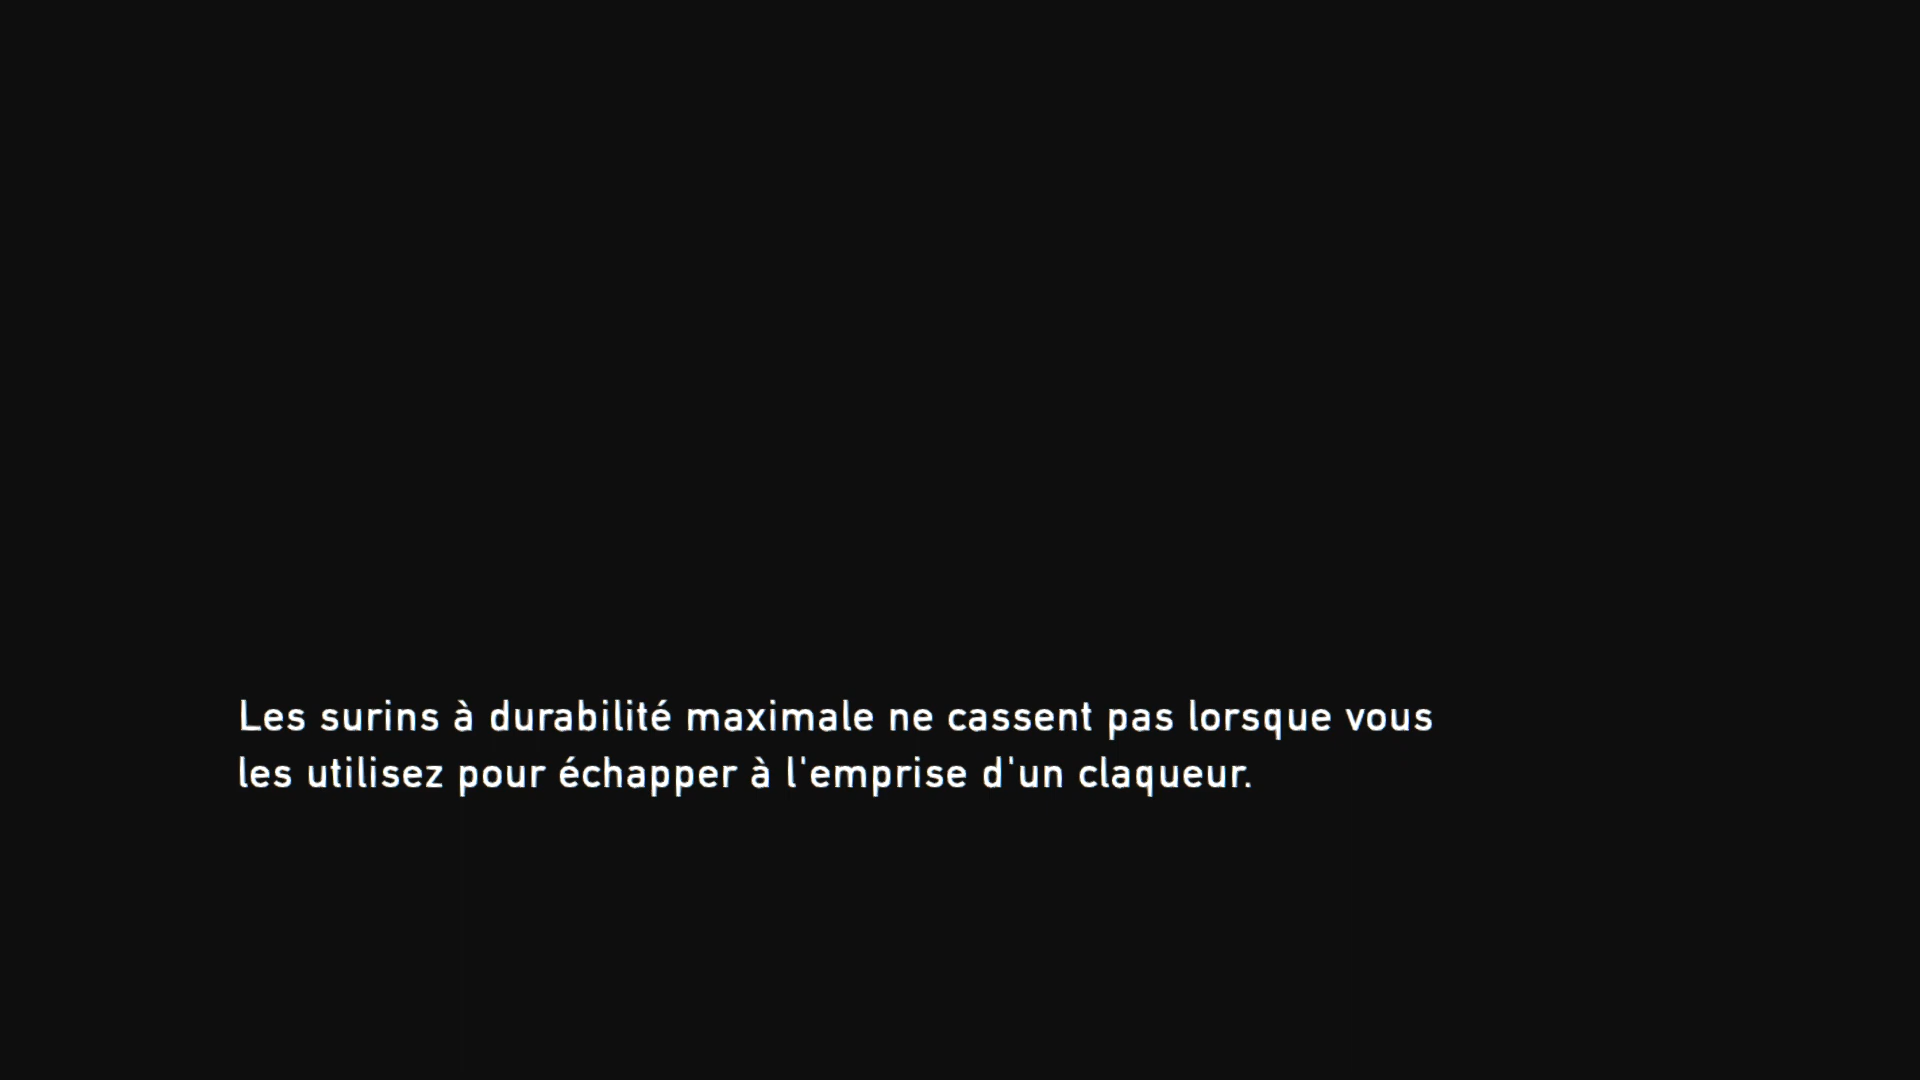 Les surins à durabilité maximale ne cassent pas lorsque vous
les utilisez pour échapper à l'emprise d'un claqueur.